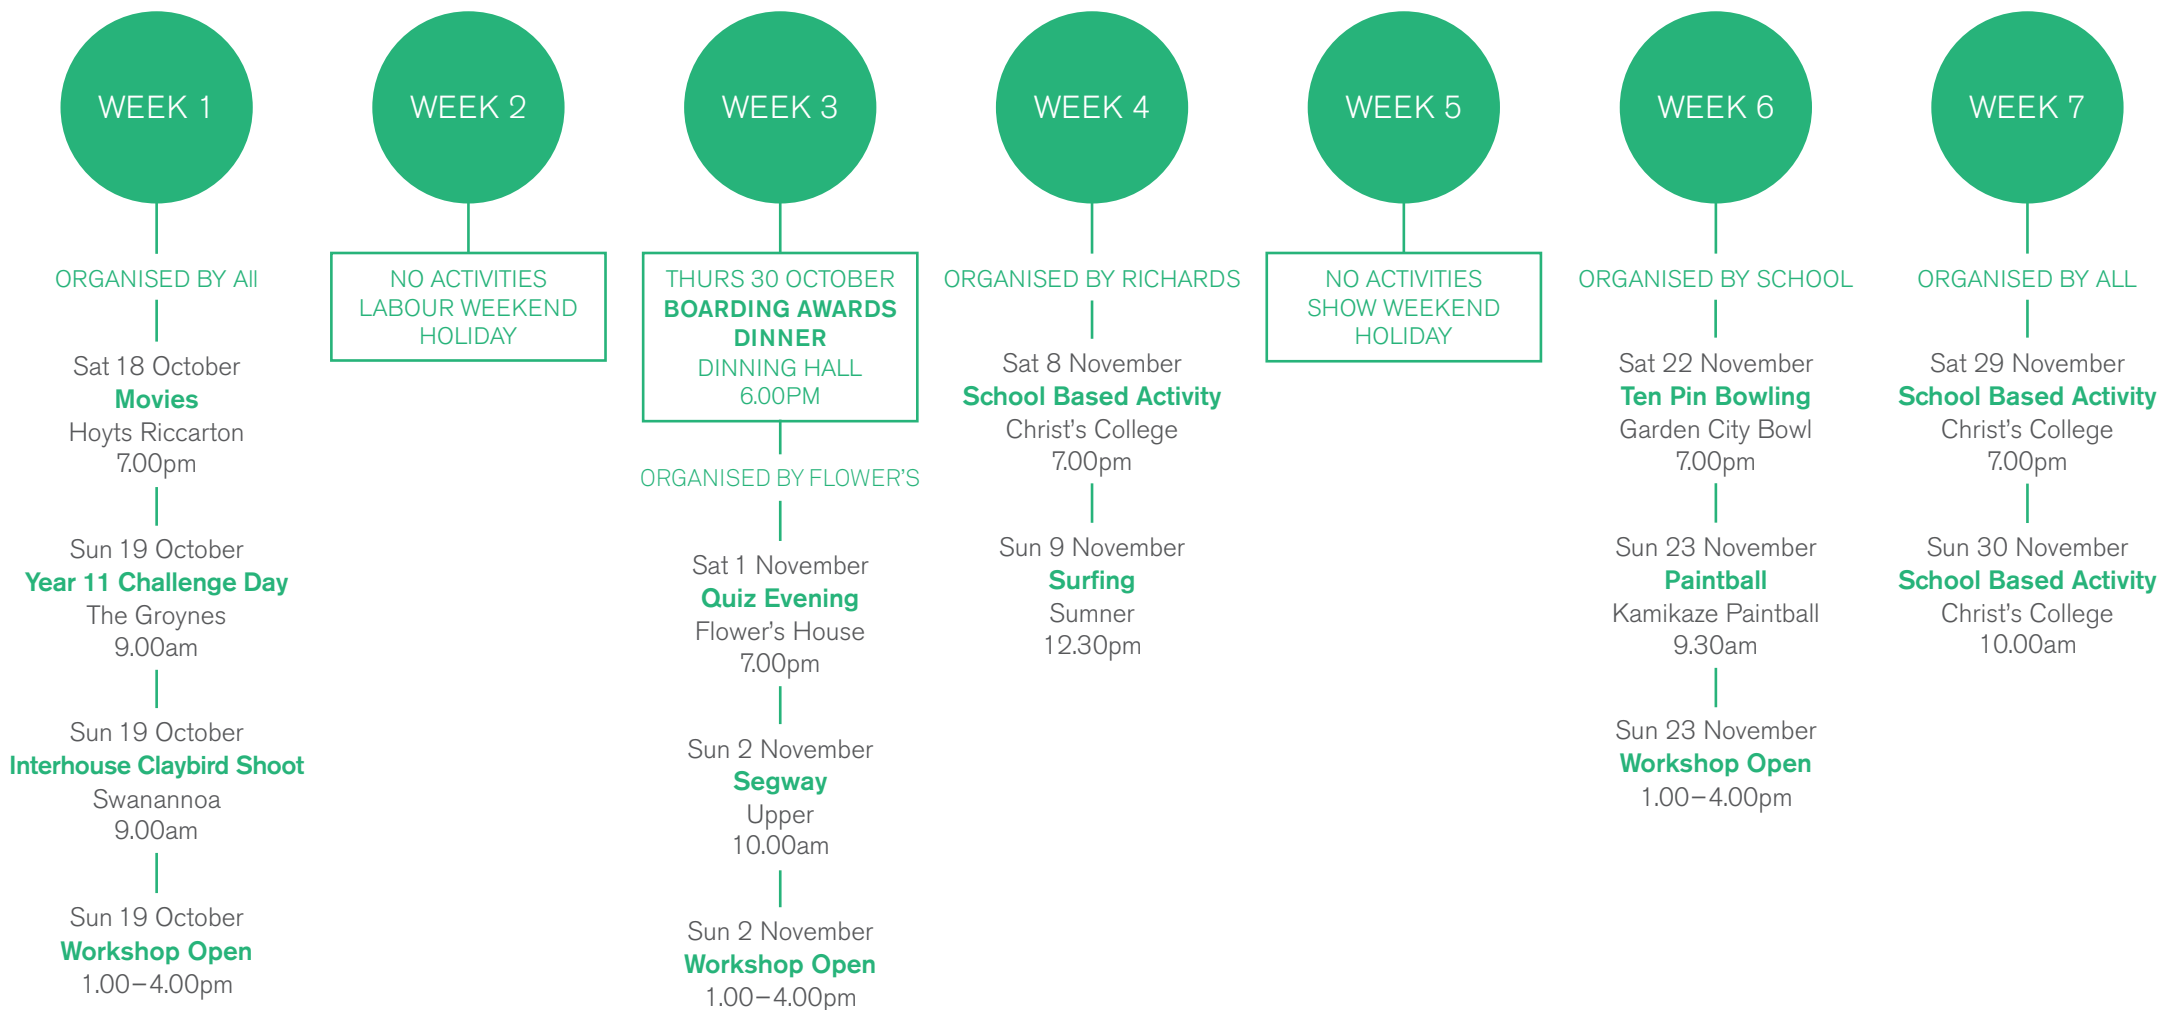 WEEK 1
ORGANISED BY All
Sat 18 October
Movies
Hoyts Riccarton
7.00pm
Sun 19 October
Year 11 Challenge Day
The Groynes
9.00am
Sun 19 October
Interhouse Claybird Shoot
Swanannoa
9.00am
Sun 19 October
Workshop Open
1.00–4.00pm
WEEK 2
NO ACTIVITIES
LABOUR WEEKEND
HOLIDAY
WEEK 3
THURS 30 OCTOBER
BOARDING AWARDS
DINNER
DINNING HALL
6.00PM
ORGANISED BY FLOWER’S
Sat 1 November
Quiz Evening
Flower’s House
7.00pm
Sun 2 November
Segway
Upper
10.00am
Sun 2 November
Workshop Open
1.00–4.00pm
WEEK 4
ORGANISED BY RICHARDS
Sat 8 November
School Based Activity
Christ’s College
7.00pm
Sun 9 November
Surfing
Sumner
12.30pm
WEEK 5
NO ACTIVITIES
SHOW WEEKEND
HOLIDAY
WEEK 6
ORGANISED BY SCHOOL
Sat 22 November
Ten Pin Bowling
Garden City Bowl
7.00pm
Sun 23 November
Paintball
Kamikaze Paintball
9.30am
Sun 23 November
Workshop Open
1.00–4.00pm
WEEK 7
ORGANISED BY ALL
Sat 29 November
School Based Activity
Christ’s College
7.00pm
Sun 30 November
School Based Activity
Christ’s College
10.00am